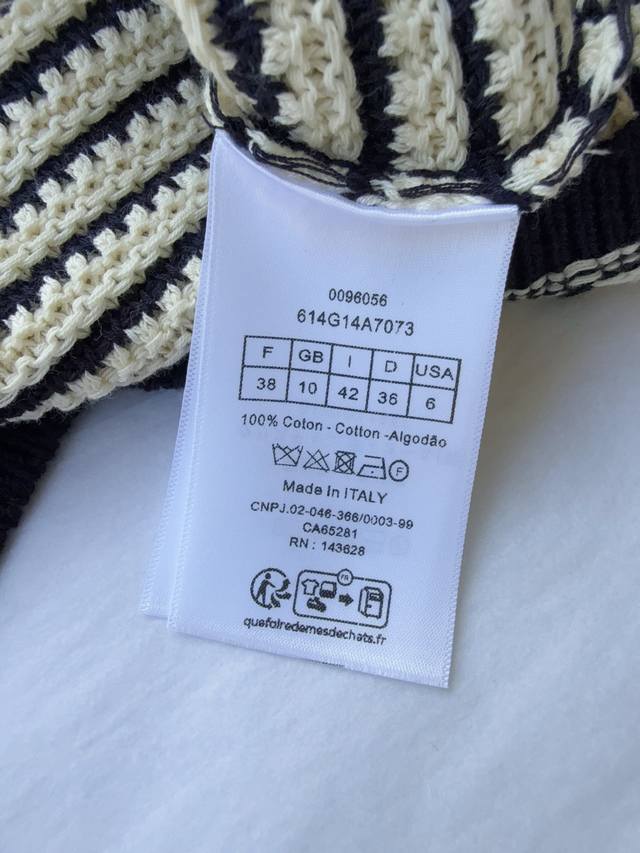 0096056
614G14A7073
F GB I D USA
38 10 42 36 6
100% Coton - Cotton -Algodão
F
Made in ITALY
CNPJ.02-046-366/0003-99
CA65281
RN : 143628
FR
quefairedemesdechats.fr